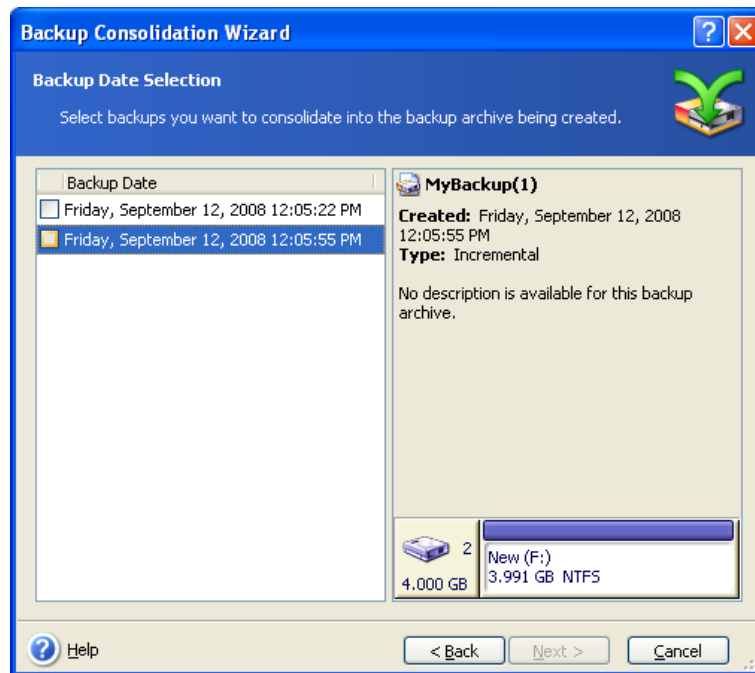 Backup Consolidation Wizard
Backup Date Selection
Select backups you want to consolidate into the backup archive being created.
Backup Date
Friday, September 12, 2008 12:05:22 PM
Friday, September 12, 2008 12:05:55 PM
MyBackup(1)
Created: Friday, September 12, 2008
12:05:55 PM
Type: Incremental
No description is available for this backup
archive.
2
4.000 GB
New (F:)
3.991 GB NTFS
Help
< Back
Next >
Cancel